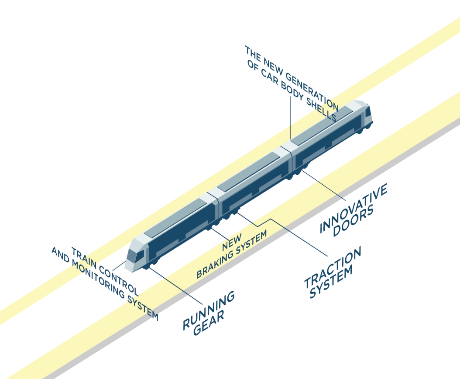 THE NEW GENERATION
OF CAR BODY SHELLS
INNOVATIVE
DOORS
TRAIN CONTROL
AND MONITORING SYSTEM
NEW
BRAKING SYSTEM
TRACTION
SYSTEM
RUNNING
GEAR